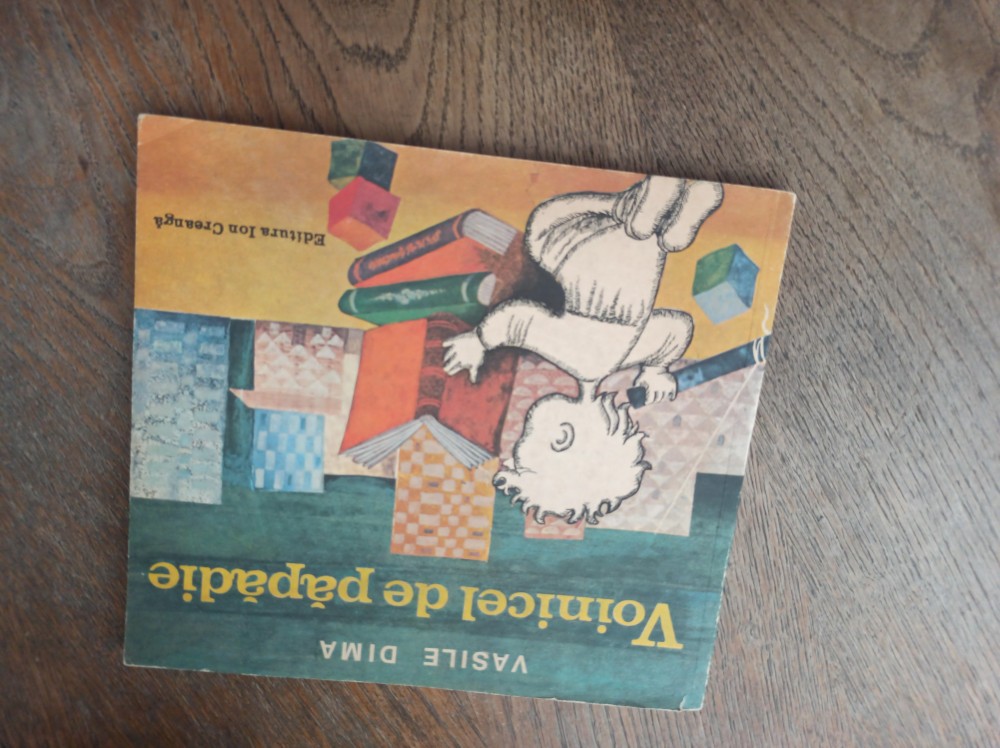 VASILE DIMA
Voinicel de păpădie
Editura Ion Creangă